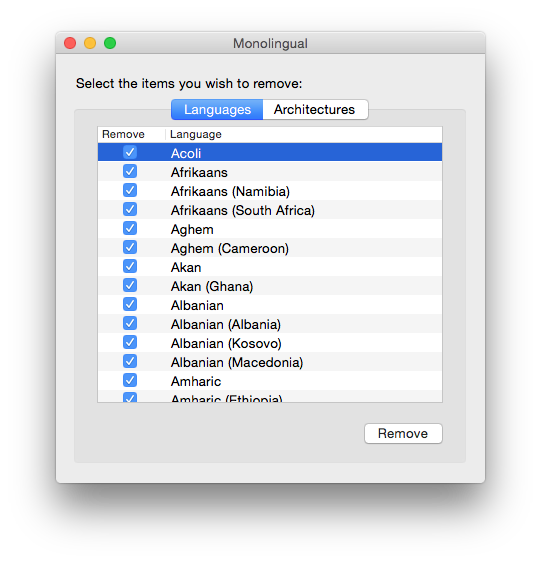 Monolingual
Select the items you wish to remove:
Languages Architectures
Remove Language
Acoli
Afrikaans
Afrikaans (Namibia)
Afrikaans (South Africa)
Aghem
Aghem (Cameroon)
Akan
Akan (Ghana)
Albanian
Albanian (Albania)
Albanian (Kosovo)
Albanian (Macedonia)
Amharic
Amharic (Ethiopia)
Remove